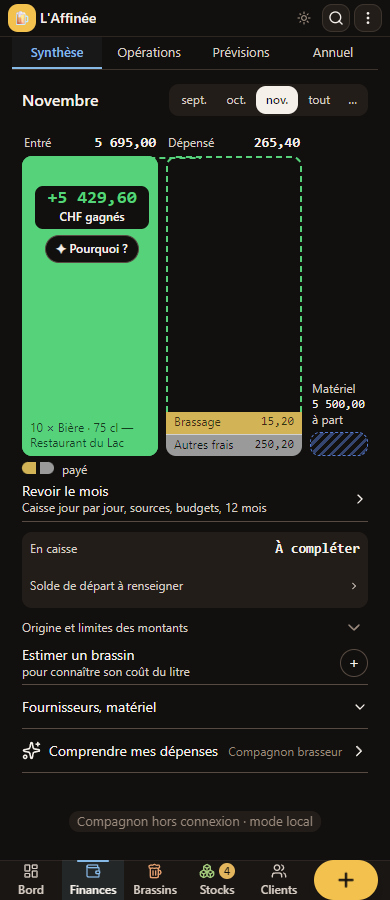 L'Affinée
Synthèse Opérations Prévisions Annuel
Novembre sept. oct. nov. tout ...
Entré 5 695,00 Dépensé 265,40
+5 429,60
CHF gagnés
✦ Pourquoi ?
Matériel
5 500,00
à part
10 × Bière · 75 cl —
Restaurant du Lac
Brassage 15,20
Autres frais 250,20
payé
Revoir le mois
Caisse jour par jour, sources, budgets, 12 mois
En caisse À compléter
Solde de départ à renseigner
Origine et limites des montants
Estimer un brassin
pour connaître son coût du litre
Fournisseurs, matériel
Comprendre mes dépenses Compagnon brasseur
Compagnon hors connexion · mode local
4
Bord Finances Brassins Stocks Clients